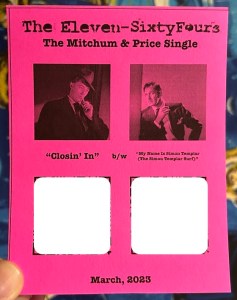 The Eleven-SixtyFours
The Mitchum & Price Single
"Closin' In"
b/w
"My Name Is Simon Templar
(The Simon Templar Surf)"
March, 2023